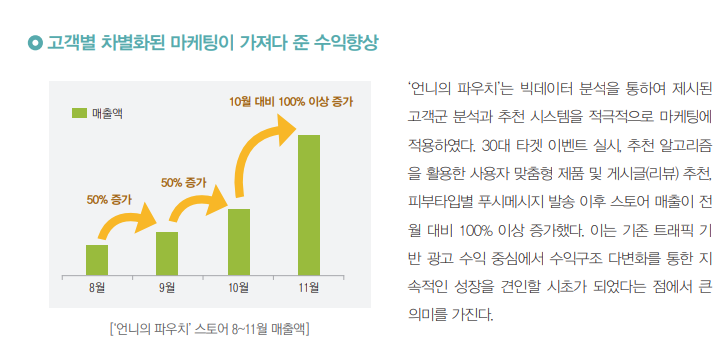 고객별 차별화된 마케팅이 가져다 준 수익향상
매출액
10월 대비 100% 이상 증가
50% 증가
50% 증가
8월
9월
10월
11월
['언니의 파우치' 스토어 8~11월 매출액]
'언니의 파우치'는 빅데이터 분석을 통하여 제시된
고객군 분석과 추천 시스템을 적극적으로 마케팅에
적용하였다. 30대 타겟 이벤트 실시, 추천 알고리즘
을 활용한 사용자 맞춤형 제품 및 게시글(리뷰) 추천,
피부타입별 푸시메시지 발송 이후 스토어 매출이 전
월 대비 100% 이상 증가했다. 이는 기존 트래픽 기
반 광고 수익 중심에서 수익구조 다변화를 통한 지
속적인 성장을 견인할 시초가 되었다는 점에서 큰
의미를 가진다.